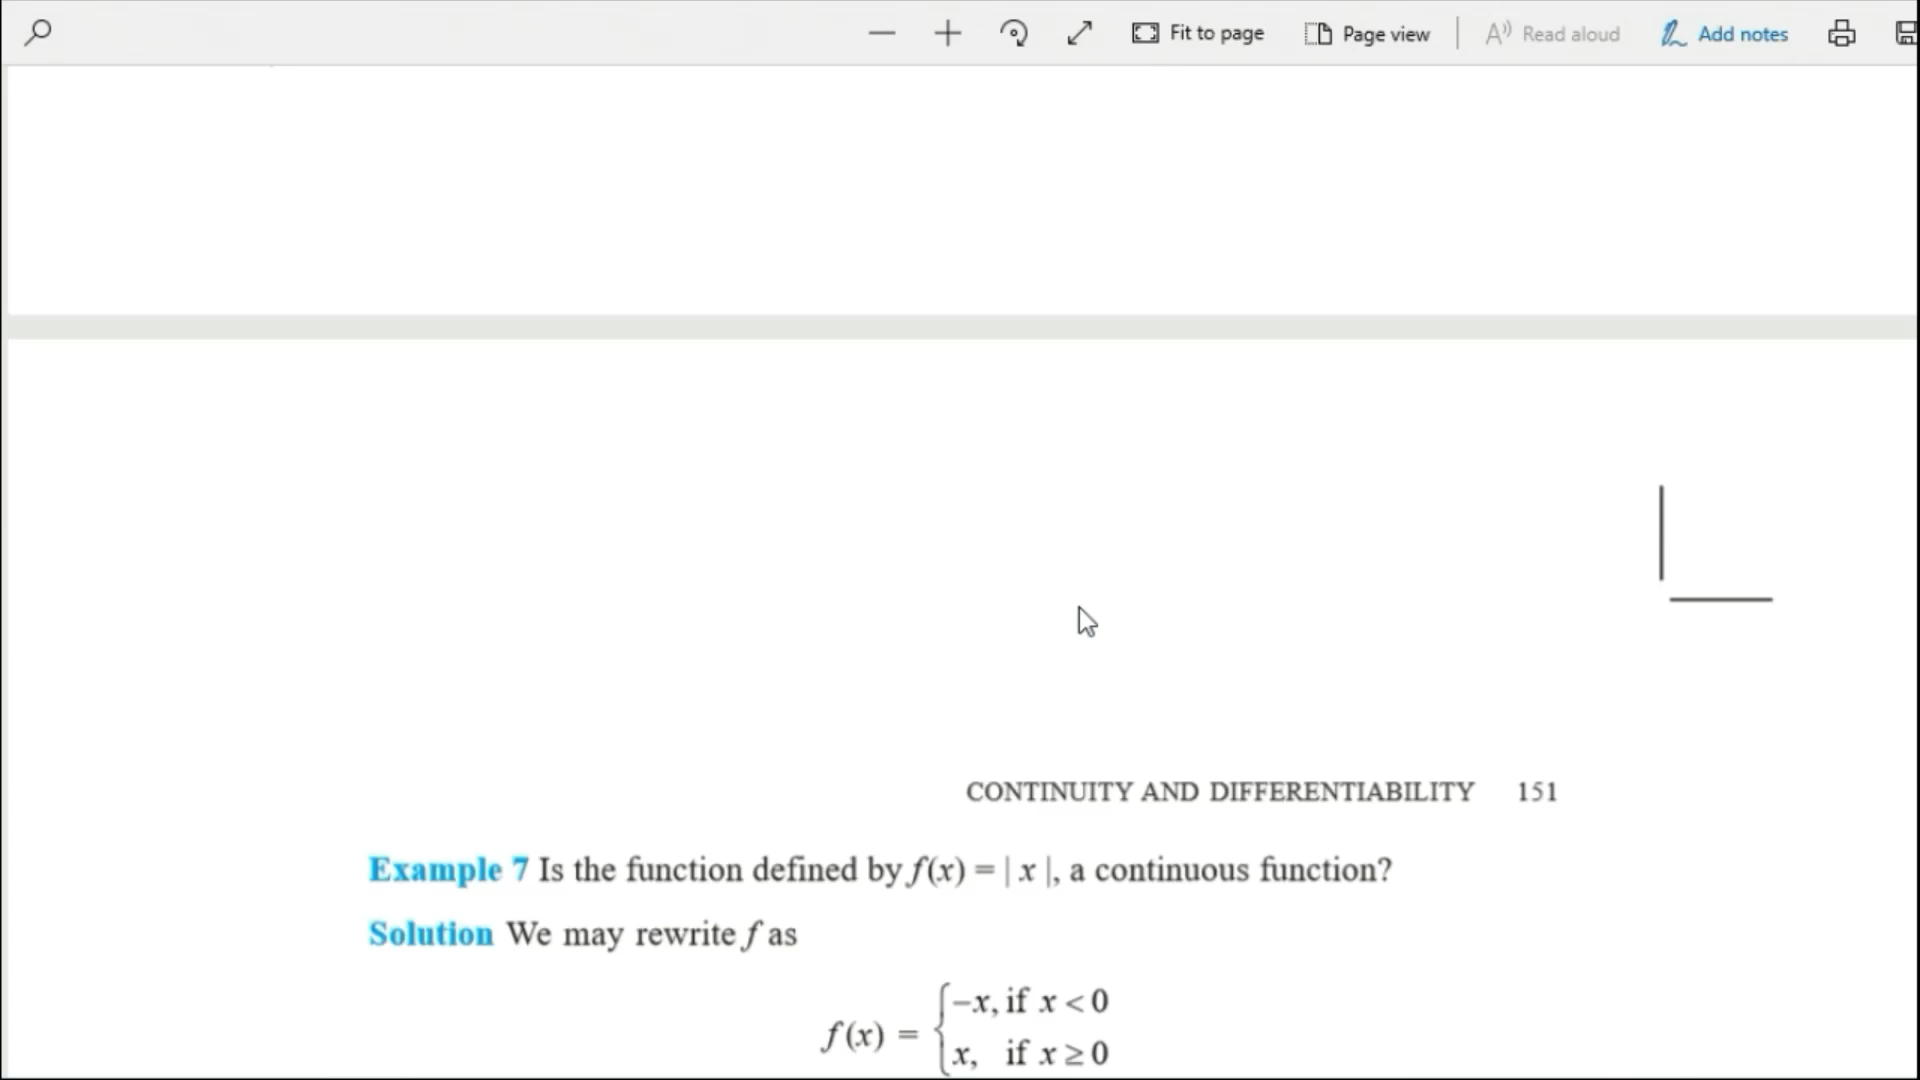 Fit to page Page view Read aloud Add notes
CONTINUITY AND DIFFERENTIABILITY 151
Example 7 Is the function defined by f(x) = | x |, a continuous function?
Solution We may rewrite f as
f(x) = {−x, if x < 0
x, if x ≥ 0